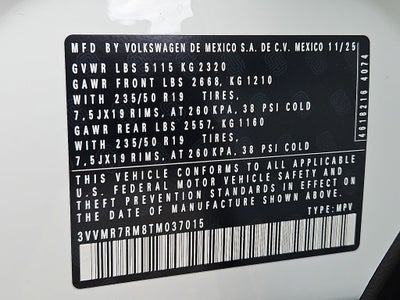 MFD BY VOLKSWAGEN DE MEXICO S.A. DE C.V. MEXICO 11/25
GVWR LBS 5115 KG 2320
GAWR FRONT LBS 2668, KG 1210
WITH 235/50 R19 TIRES,
7,5JX19 RIMS, AT 260 KPA, 38 PSI COLD
GAWR REAR LBS 2557, KG 1160
WITH 235/50 R19 TIRES,
7,5JX19 RIMS, AT 260KPA, 38 PSI COLD
THIS VEHICLE CONFORMS TO ALL APPLICABLE
U.S. FEDERAL MOTOR VEHICLE SAFETY AND
THEFT PREVENTION STANDARDS IN EFFECT ON
THE DATE OF MANUFACTURE SHOWN ABOVE.
3VVMR7RM8TM037015 TYPE: MPV
4618216 4074